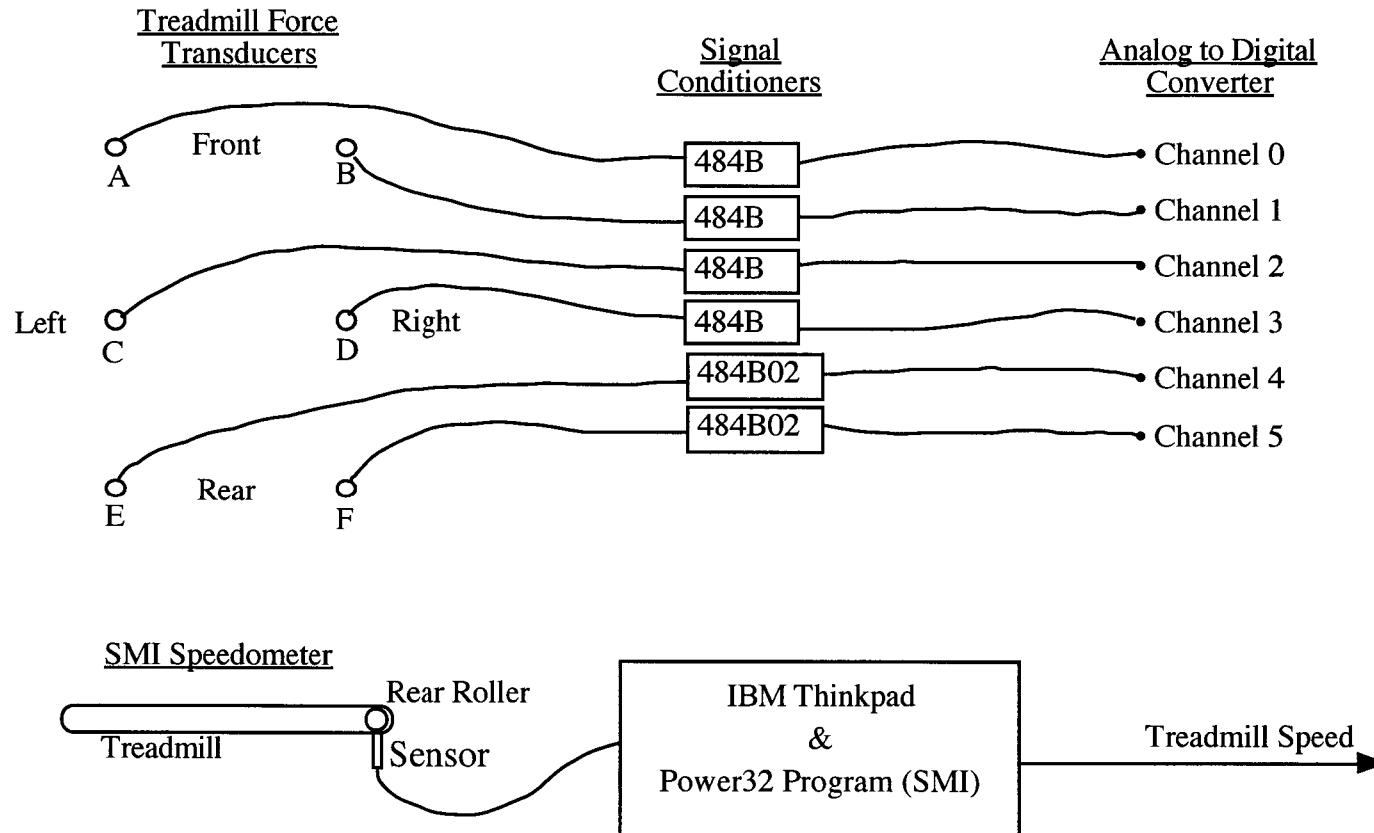 Treadmill Force
Transducers
Signal
Conditioners
Analog to Digital
Converter
Front
A
B
484B
Channel 0
484B
Channel 1
484B
Channel 2
Left
C
D
Right
484B
Channel 3
484B02
Channel 4
484B02
Channel 5
E
Rear
F
SMI Speedometer
Rear Roller
Treadmill
Sensor
IBM Thinkpad
&
Power32 Program (SMI)
Treadmill Speed